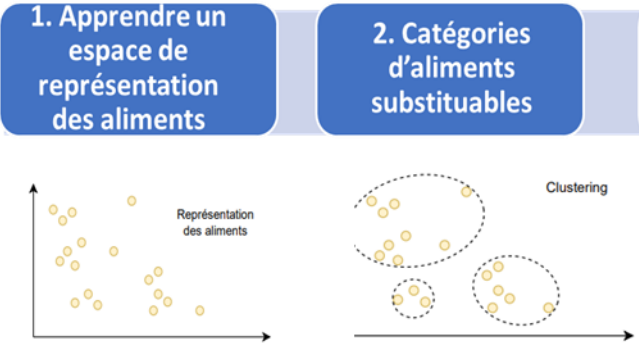 1. Apprendre un
espace de
représentation
des aliments
2. Catégories
d'aliments
substituables
Représentation
des aliments
Clustering